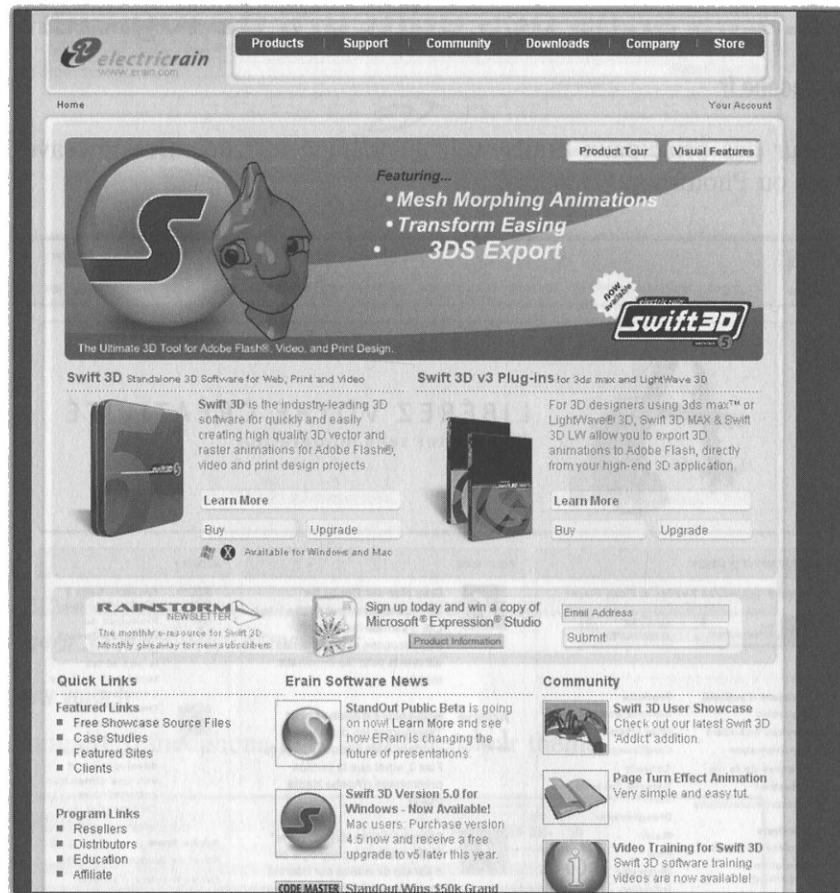 electricrain
www.erain.com
Products
Support
Community
Downloads
Company
Store
Home
Your Account
Product Tour
Visual Features
Featuring...
• Mesh Morphing Animations
• Transform Easing
• 3DS Export
now available
electric rain
swift3D
version 5
The Ultimate 3D Tool for Adobe Flash®, Video, and Print Design.
Swift 3D Standalone 3D Software for Web, Print and Video
Swift 3D is the industry-leading 3D
software for quickly and easily
creating high quality 3D vector and
raster animations for Adobe Flash®,
video and print design projects.
Learn More
Buy
Upgrade
Available for Windows and Mac
Swift 3D v3 Plug-ins for 3ds max and LightWave 3D
For 3D designers using 3ds max™ or
LightWave® 3D, Swift 3D MAX & Swift
3D LW allow you to export 3D
animations to Adobe Flash, directly
from your high-end 3D application.
Learn More
Buy
Upgrade
RAINSTORM
NEWSLETTER
The monthly e-resource for Swift 3D
Monthly giveaway for new subscribers
Sign up today and win a copy of
Microsoft® Expression® Studio
Product Information
Email Address
Submit
Quick Links
Featured Links
Free Showcase Source Files
Case Studies
Featured Sites
Clients
Program Links
Resellers
Distributors
Education
Affiliate
Erain Software News
StandOut Public Beta is going
on now! Learn More and see
how ERain is changing the
future of presentations.
Swift 3D Version 5.0 for
Windows - Now Available!
Mac users: Purchase version
4.5 now and receive a free
upgrade to v5 later this year.
CODE MASTER
StandOut Wins $50k Grand
Community
Swift 3D User Showcase
Check out our latest Swift 3D
'Addict' addition.
Page Turn Effect Animation
Very simple and easy tut.
Video Training for Swift 3D
Swift 3D software training
videos are now available!